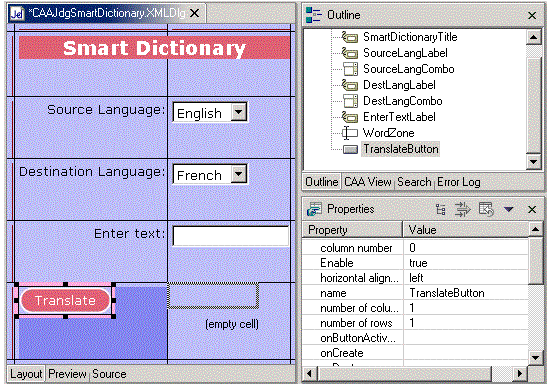 *CAAJdgSmartDictionary.XMLDlg
Smart Dictionary
Source Language:
English
Destination Language:
French
Enter text:
Translate
(empty cell)
Layout Preview Source
Outline
SmartDictionaryTitle
SourceLangLabel
SourceLangCombo
DestLangLabel
DestLangCombo
EnterTextLabel
WordZone
TranslateButton
Outline CAA View Search Error Log
Properties
Property Value
column number 0
Enable true
horizontal align... left
name TranslateButton
number of colu... 1
number of rows 1
onButtonActiv...
onCreate